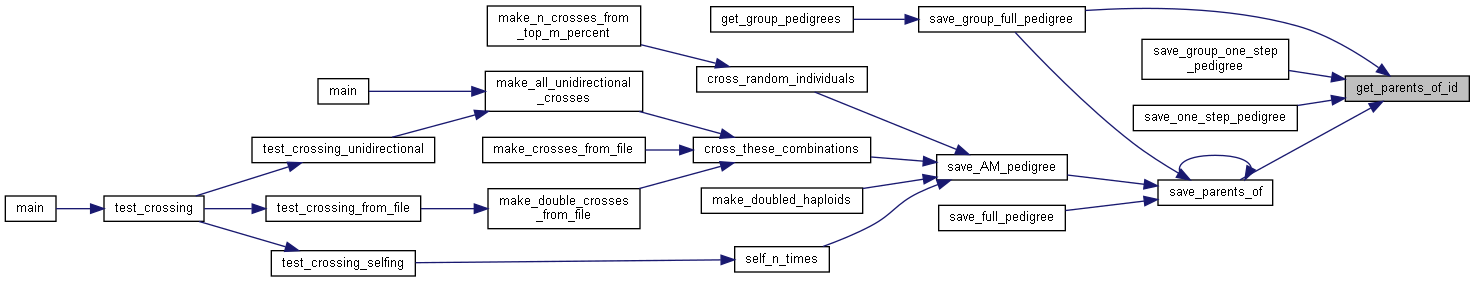 make_n_crosses_from
_top_m_percent
get_group_pedigrees
save_group_full_pedigree
main
make_all_unidirectional
_crosses
cross_random_individuals
save_group_one_step
_pedigree
get_parents_of_id
save_one_step_pedigree
test_crossing_unidirectional
make_crosses_from_file
cross_these_combinations
save_AM_pedigree
save_parents_of
main
test_crossing
test_crossing_from_file
make_double_crosses
_from_file
make_doubled_haploids
save_full_pedigree
test_crossing_selfing
self_n_times